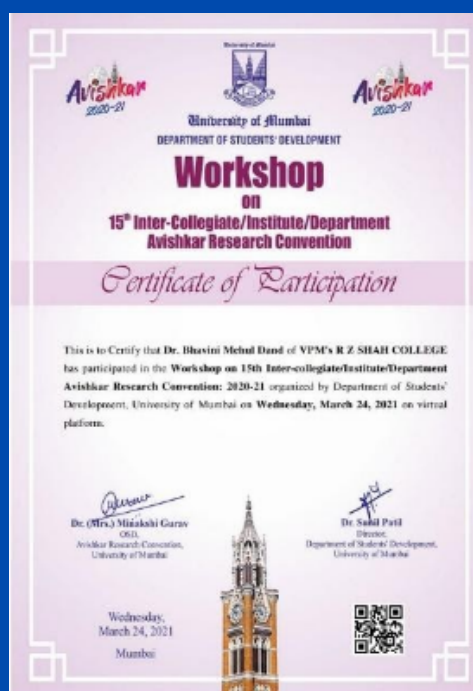 University of Mumbai
Avishkar
2020-21
Avishkar
2020-21
University of Mumbai
DEPARTMENT OF STUDENTS' DEVELOPMENT
Workshop
on
15th Inter-Collegiate/Institute/Department
Avishkar Research Convention
Certificate of Participation
This is to Certify that Dr. Bhavini Mehul Dand of VPM's R Z SHAH COLLEGE
has participated in the Workshop on 15th Inter-collegiate/Institute/Department
Avishkar Research Convention: 2020-21 organized by Department of Students'
Development, University of Mumbai on Wednesday, March 24, 2021 on virtual
platform.
Dr. (Mrs.) Minakshi Gurav
OSD,
Avishkar Research Convention,
University of Mumbai
Dr. Sunil Patil
Director,
Department of Students' Development,
University of Mumbai
Wednesday,
March 24, 2021
Mumbai